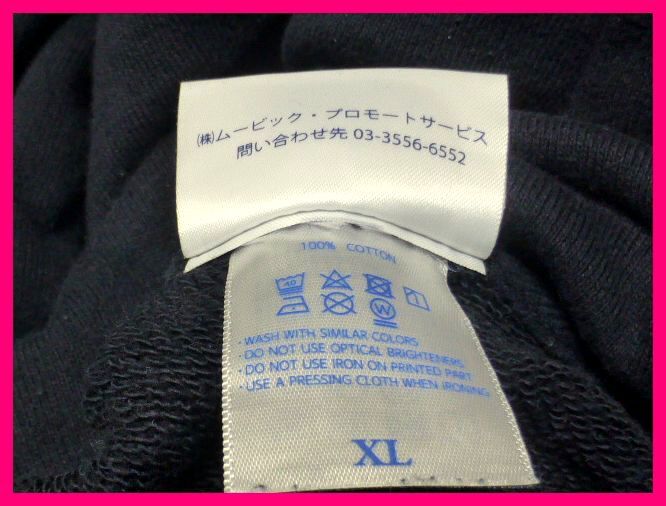 ㈱ムービック・プロモートサービス
問い合わせ先 03-3556-6552
100% COTTON
40
W
・WASH WITH SIMILAR COLORS
・DO NOT USE OPTICAL BRIGHTENERS
・DO NOT USE IRON ON PRINTED PART
・USE A PRESSING CLOTH WHEN IRONING
XL